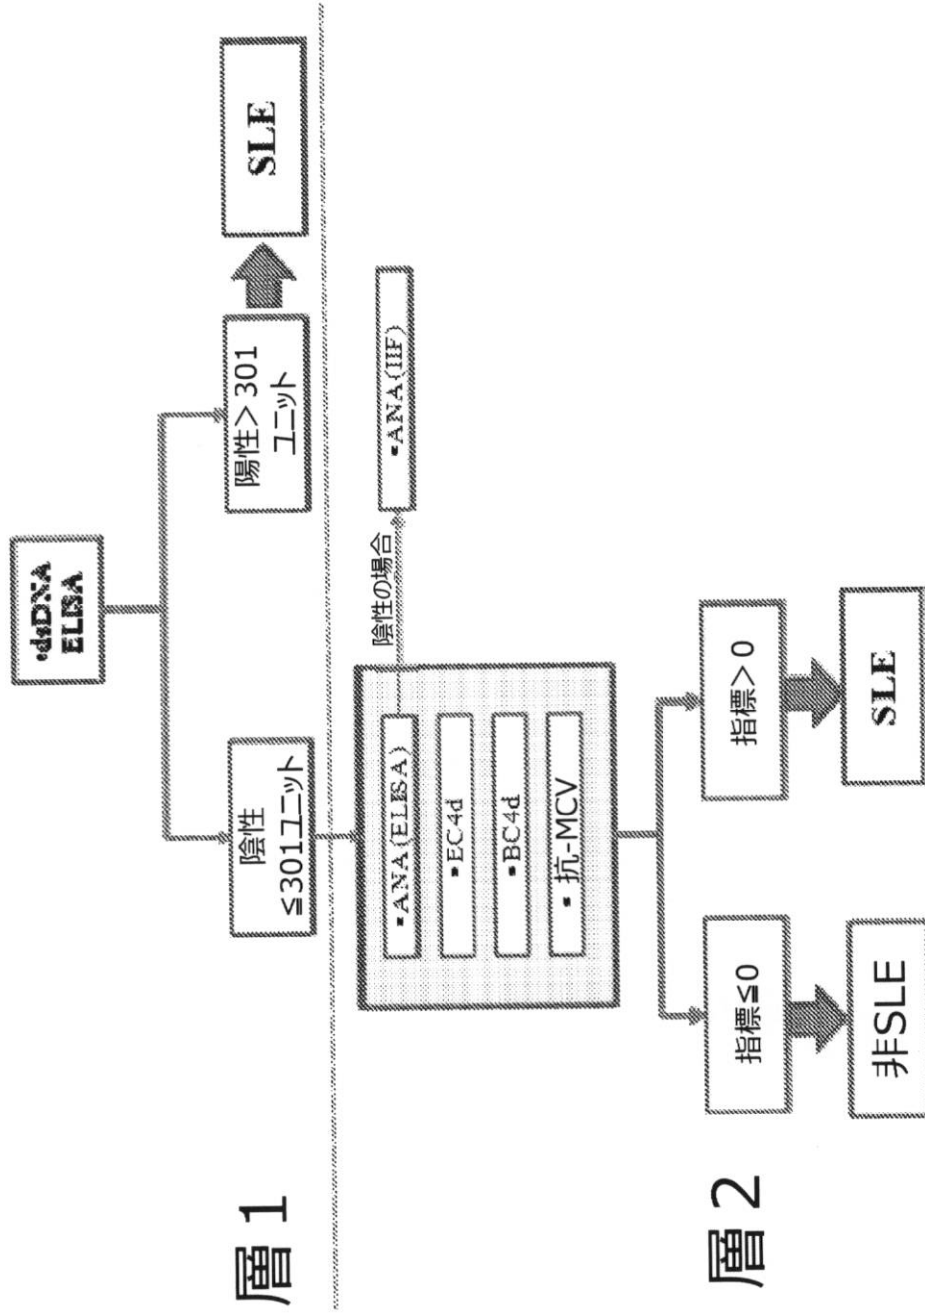 •dsDNA
ELISA
陰性
≦301ユニット
陽性＞301
ユニット
SLE
層1
▪ANA(ELISA)
▪EC4d
▪BC4d
▪ 抗-MCV
陰性の場合
▪ANA(IIF)
指標≦0
指標＞0
非SLE
SLE
層2